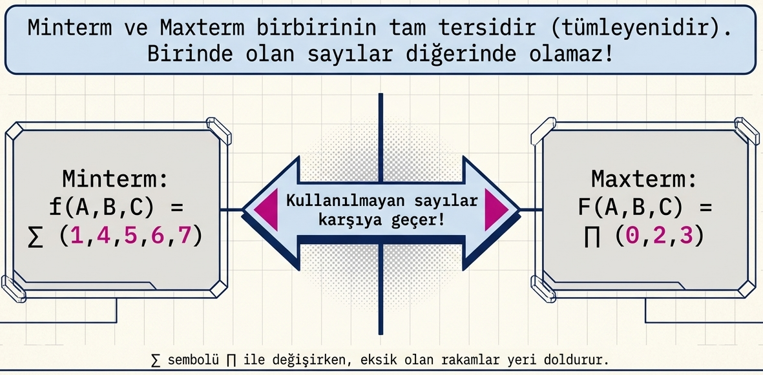 Minterm ve Maxterm birbirinin tam tersidir (tümleyenidir).
Birinde olan sayılar diğerinde olamaz!
Minterm:
f(A,B,C) =
∑ (1,4,5,6,7)
Kullanılmayan sayılar
karşıya geçer!
Maxterm:
F(A,B,C) =
∏ (0,2,3)
∑ sembolü ∏ ile değişirken, eksik olan rakamlar yeri doldurur.